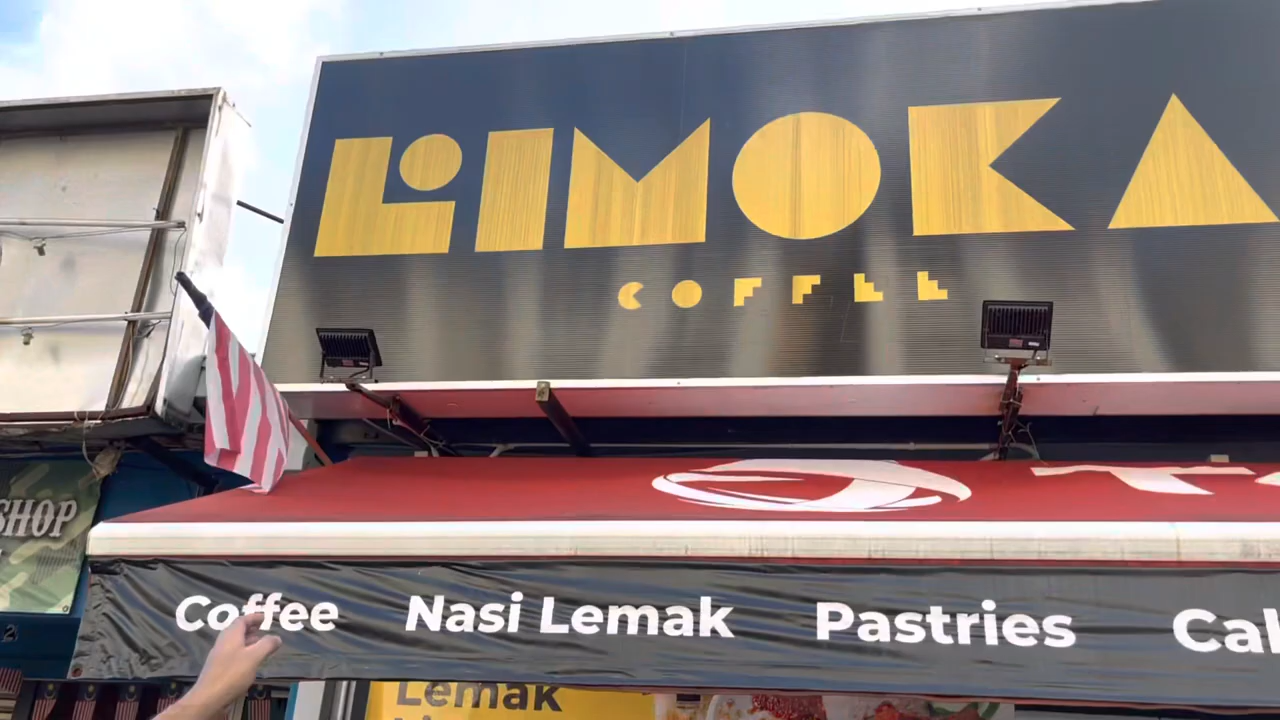 LIMOKA
COFFEE
SHOP
Coffee Nasi Lemak Pastries
Lemak